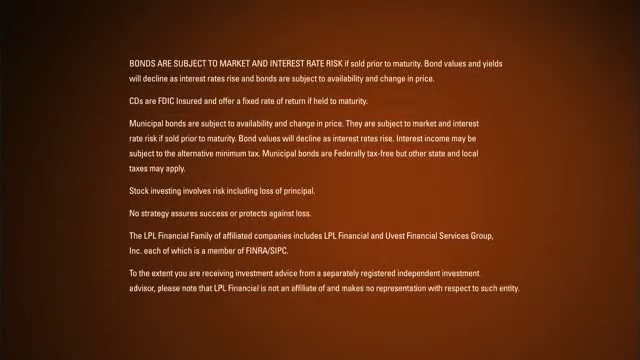 BONDS ARE SUBJECT TO MARKET AND INTEREST RATE RISK if sold prior to maturity. Bond values and yields
will decline as interest rates rise and bonds are subject to availability and change in price.
CDs are FDIC Insured and offer a fixed rate of return if held to maturity.
Municipal bonds are subject to availability and change in price. They are subject to market and interest
rate risk if sold prior to maturity. Bond values will decline as interest rates rise. Interest income may be
subject to the alternative minimum tax. Municipal bonds are Federally tax-free but other state and local
taxes may apply.
Stock investing involves risk including loss of principal.
No strategy assures success or protects against loss.
The LPL Financial Family of affiliated companies includes LPL Financial and Uvest Financial Services Group,
Inc. each of which is a member of FINRA/SIPC.
To the extent you are receiving investment advice from a separately registered independent investment
advisor, please note that LPL Financial is not an affiliate of and makes no representation with respect to such entity.